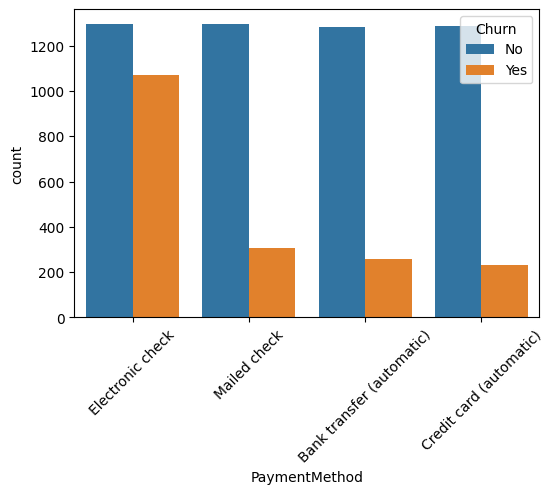 Churn
No
Yes
1200
1000
800
600
400
200
0
count
Electronic check
Mailed check
Bank transfer (automatic)
Credit card (automatic)
PaymentMethod